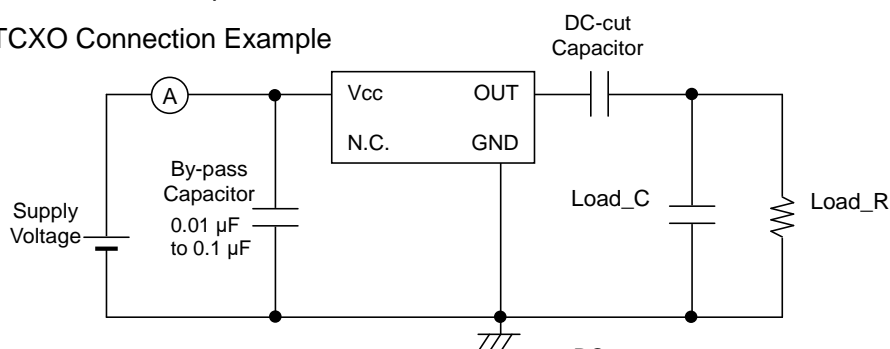 TCXO Connection Example
DC-cut
Capacitor
A
Vcc
OUT
N.C.
GND
By-pass
Capacitor
0.01 µF
to 0.1 µF
Supply
Voltage
Load_C
Load_R